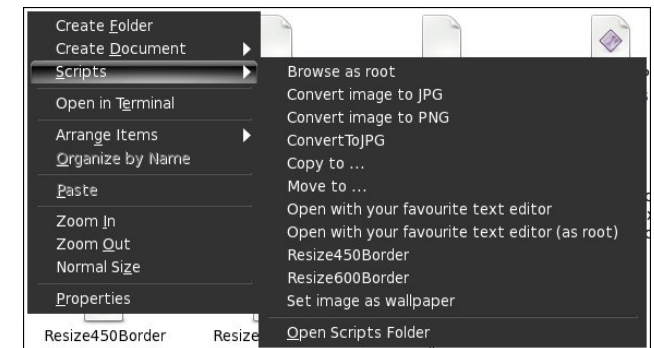 Create Folder
Create Document
Scripts
Open in Terminal
Arrange Items
Organize by Name
Paste
Zoom In
Zoom Out
Normal Size
Properties
Browse as root
Convert image to JPG
Convert image to PNG
ConvertToJPG
Copy to ...
Move to ...
Open with your favourite text editor
Open with your favourite text editor (as root)
Resize450Border
Resize600Border
Set image as wallpaper
Open Scripts Folder
Resize450Border